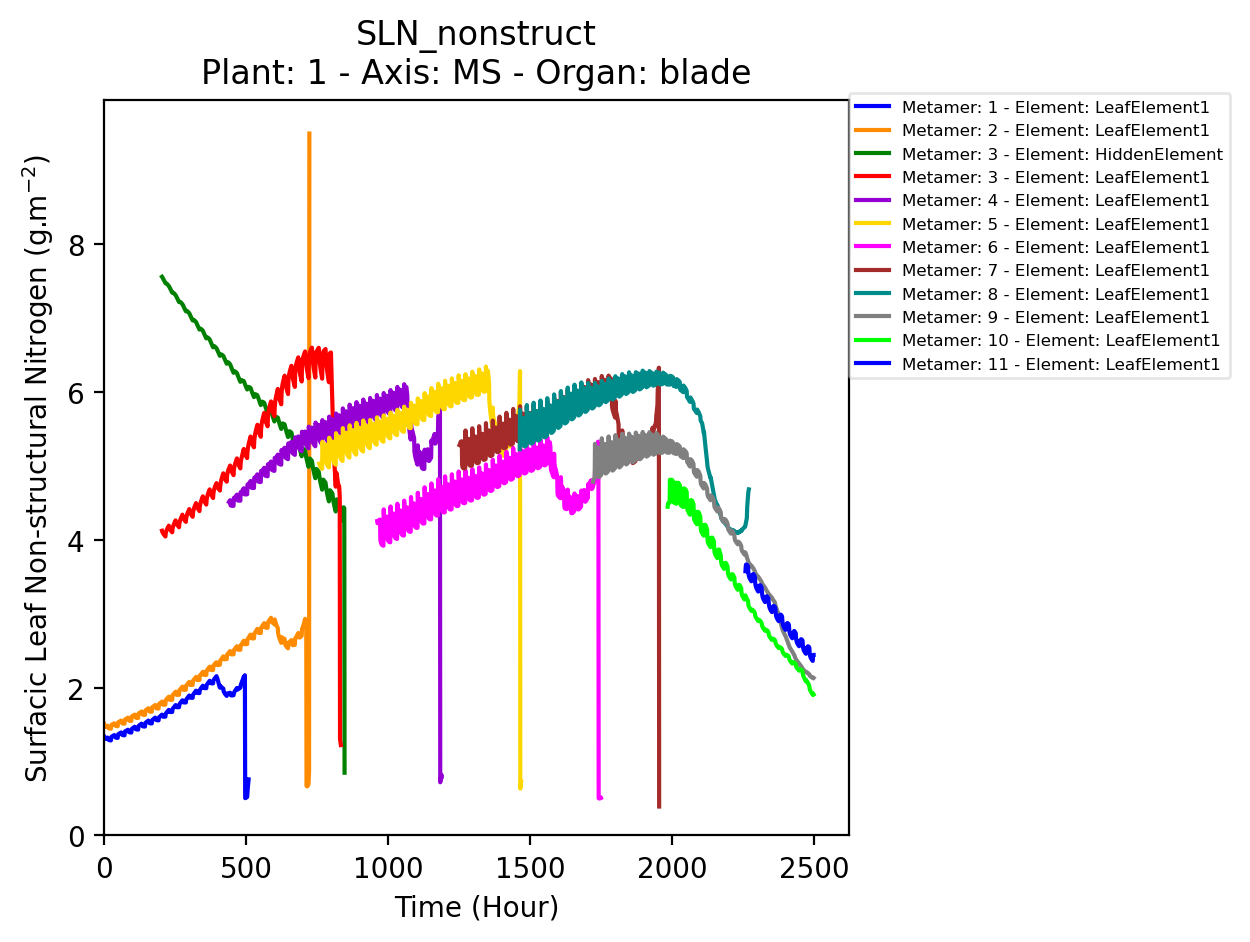 SLN_nonstruct
Plant: 1 - Axis: MS - Organ: blade
Surfacic Leaf Non-structural Nitrogen (g.m⁻²)
8
6
4
2
0
0 500 1000 1500 2000 2500
Time (Hour)
Metamer: 1 - Element: LeafElement1
Metamer: 2 - Element: LeafElement1
Metamer: 3 - Element: HiddenElement
Metamer: 3 - Element: LeafElement1
Metamer: 4 - Element: LeafElement1
Metamer: 5 - Element: LeafElement1
Metamer: 6 - Element: LeafElement1
Metamer: 7 - Element: LeafElement1
Metamer: 8 - Element: LeafElement1
Metamer: 9 - Element: LeafElement1
Metamer: 10 - Element: LeafElement1
Metamer: 11 - Element: LeafElement1